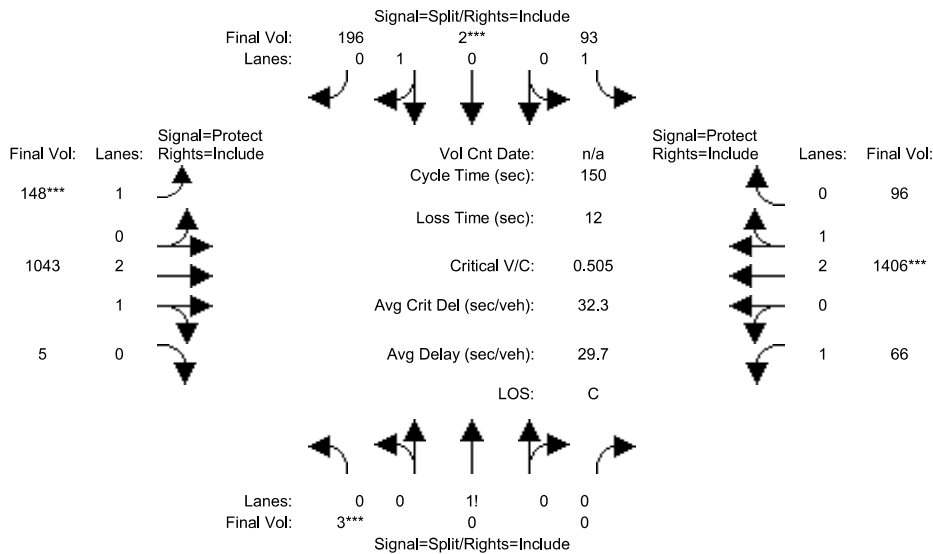 Signal=Split/Rights=Include
Final Vol: 196 2*** 93
Lanes: 0 1 0 0 1
Signal=Protect
Final Vol: Lanes: Rights=Include
Vol Cnt Date: n/a
Signal=Protect
Rights=Include Lanes: Final Vol:
Cycle Time (sec): 150
148*** 1
0 96
Loss Time (sec): 12
0
1
1043 2
Critical V/C: 0.505
2 1406***
1
Avg Crit Del (sec/veh): 32.3
0
5 0
Avg Delay (sec/veh): 29.7
1 66
LOS: C
Lanes: 0 0 1! 0 0
Final Vol: 3*** 0 0
Signal=Split/Rights=Include